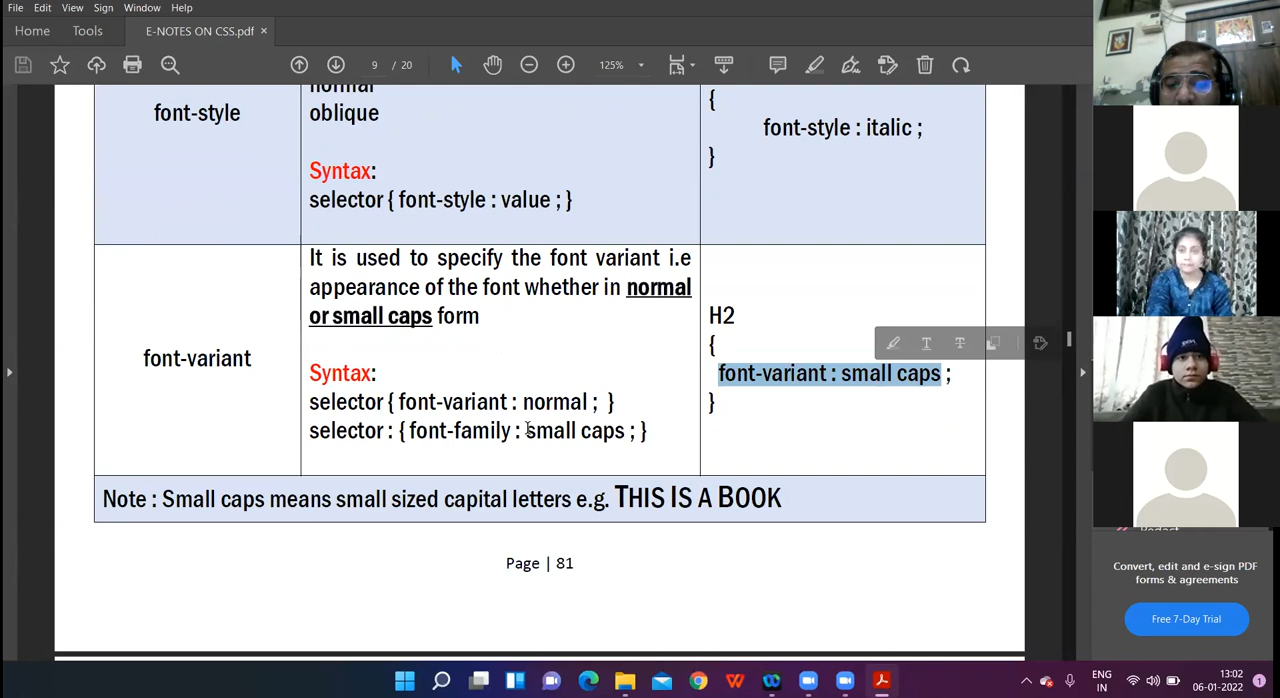 File Edit View Sign Window Help
Home Tools E-NOTES ON CSS.pdf ×
9 / 20 125%
font-style
normal
oblique
Syntax:
selector { font-style : value ; }
{
font-style : italic ;
}
font-variant
It is used to specify the font variant i.e
appearance of the font whether in normal
or small caps form
Syntax:
selector { font-variant : normal ; }
selector : { font-family : small caps ; }
H2
{
font-variant : small caps ;
}
Note : Small caps means small sized capital letters e.g. THIS IS A BOOK
Page | 81
Convert, edit and e-sign PDF
forms & agreements
Free 7-Day Trial
ENG
IN
13:02
06-01-2022
1